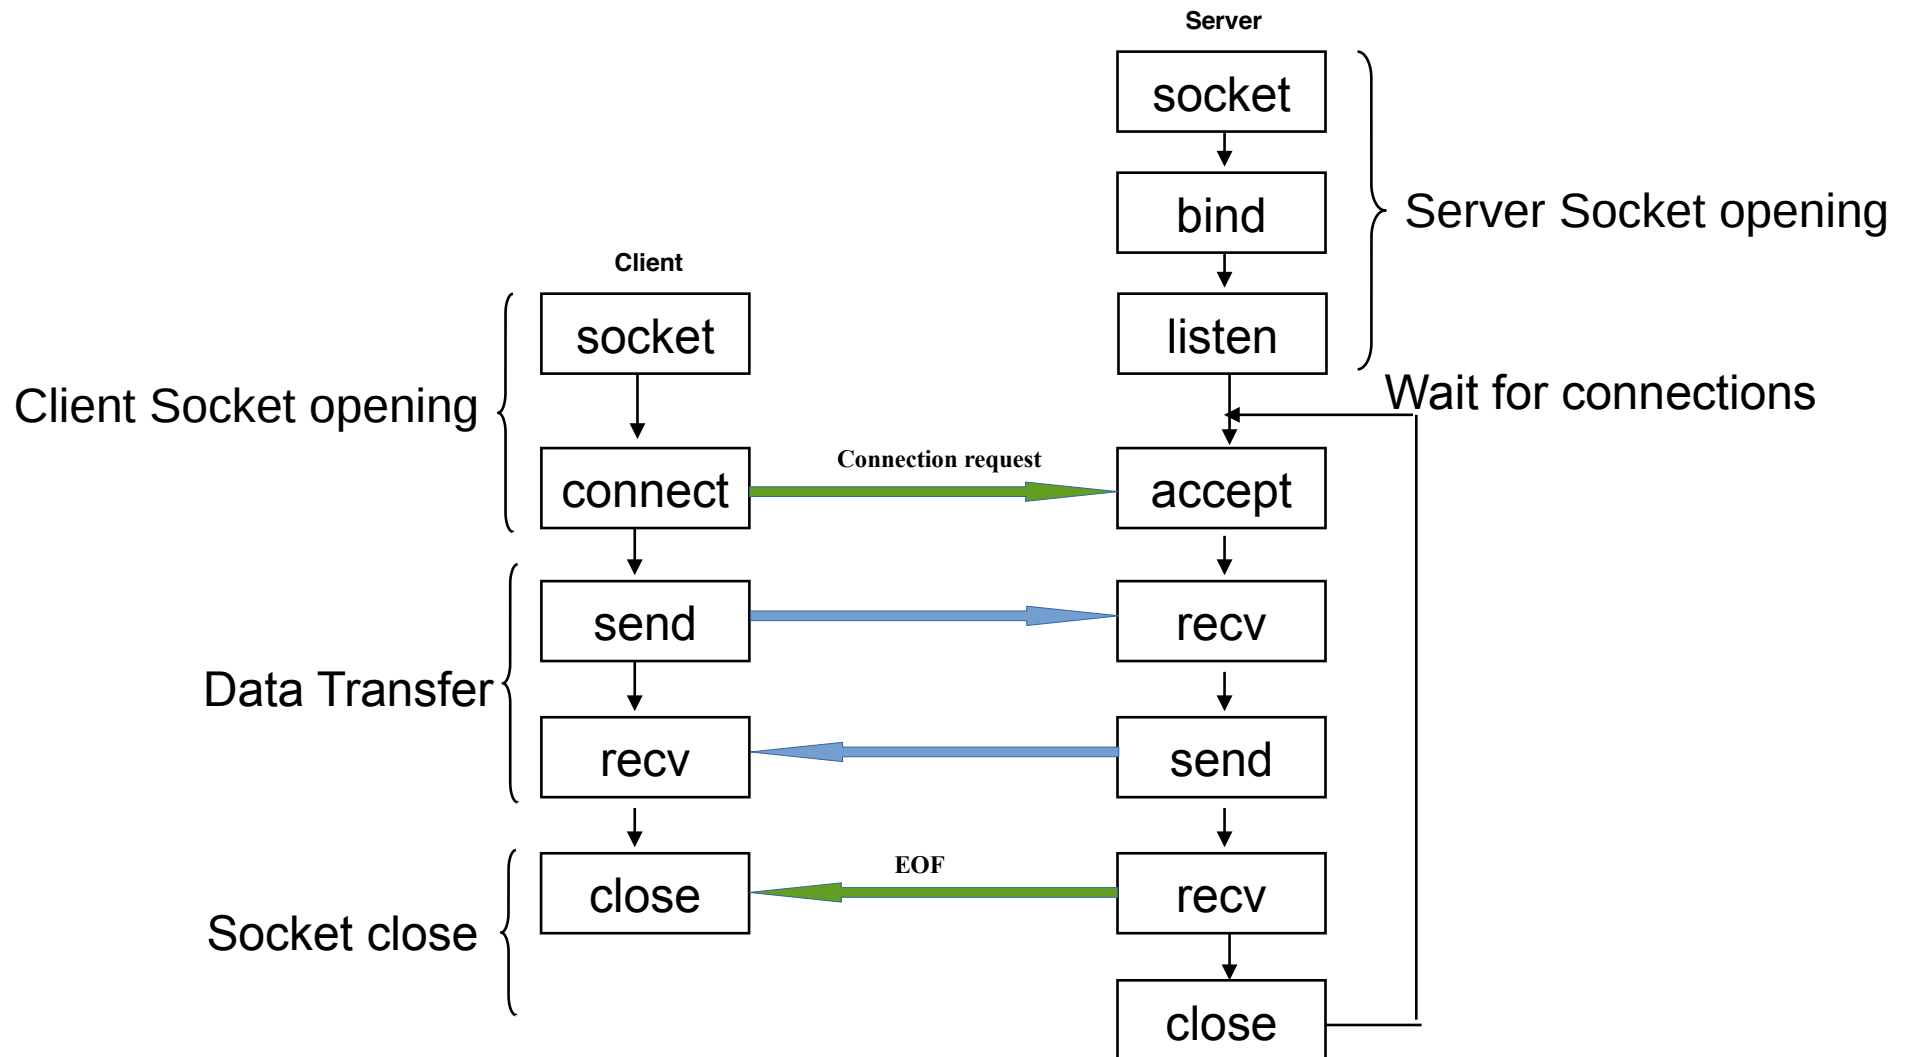 Server
socket
bind
Server Socket opening
Client
socket
listen
Client Socket opening
Wait for connections
connect
Connection request
accept
send
recv
Data Transfer
recv
send
close
EOF
recv
Socket close
close